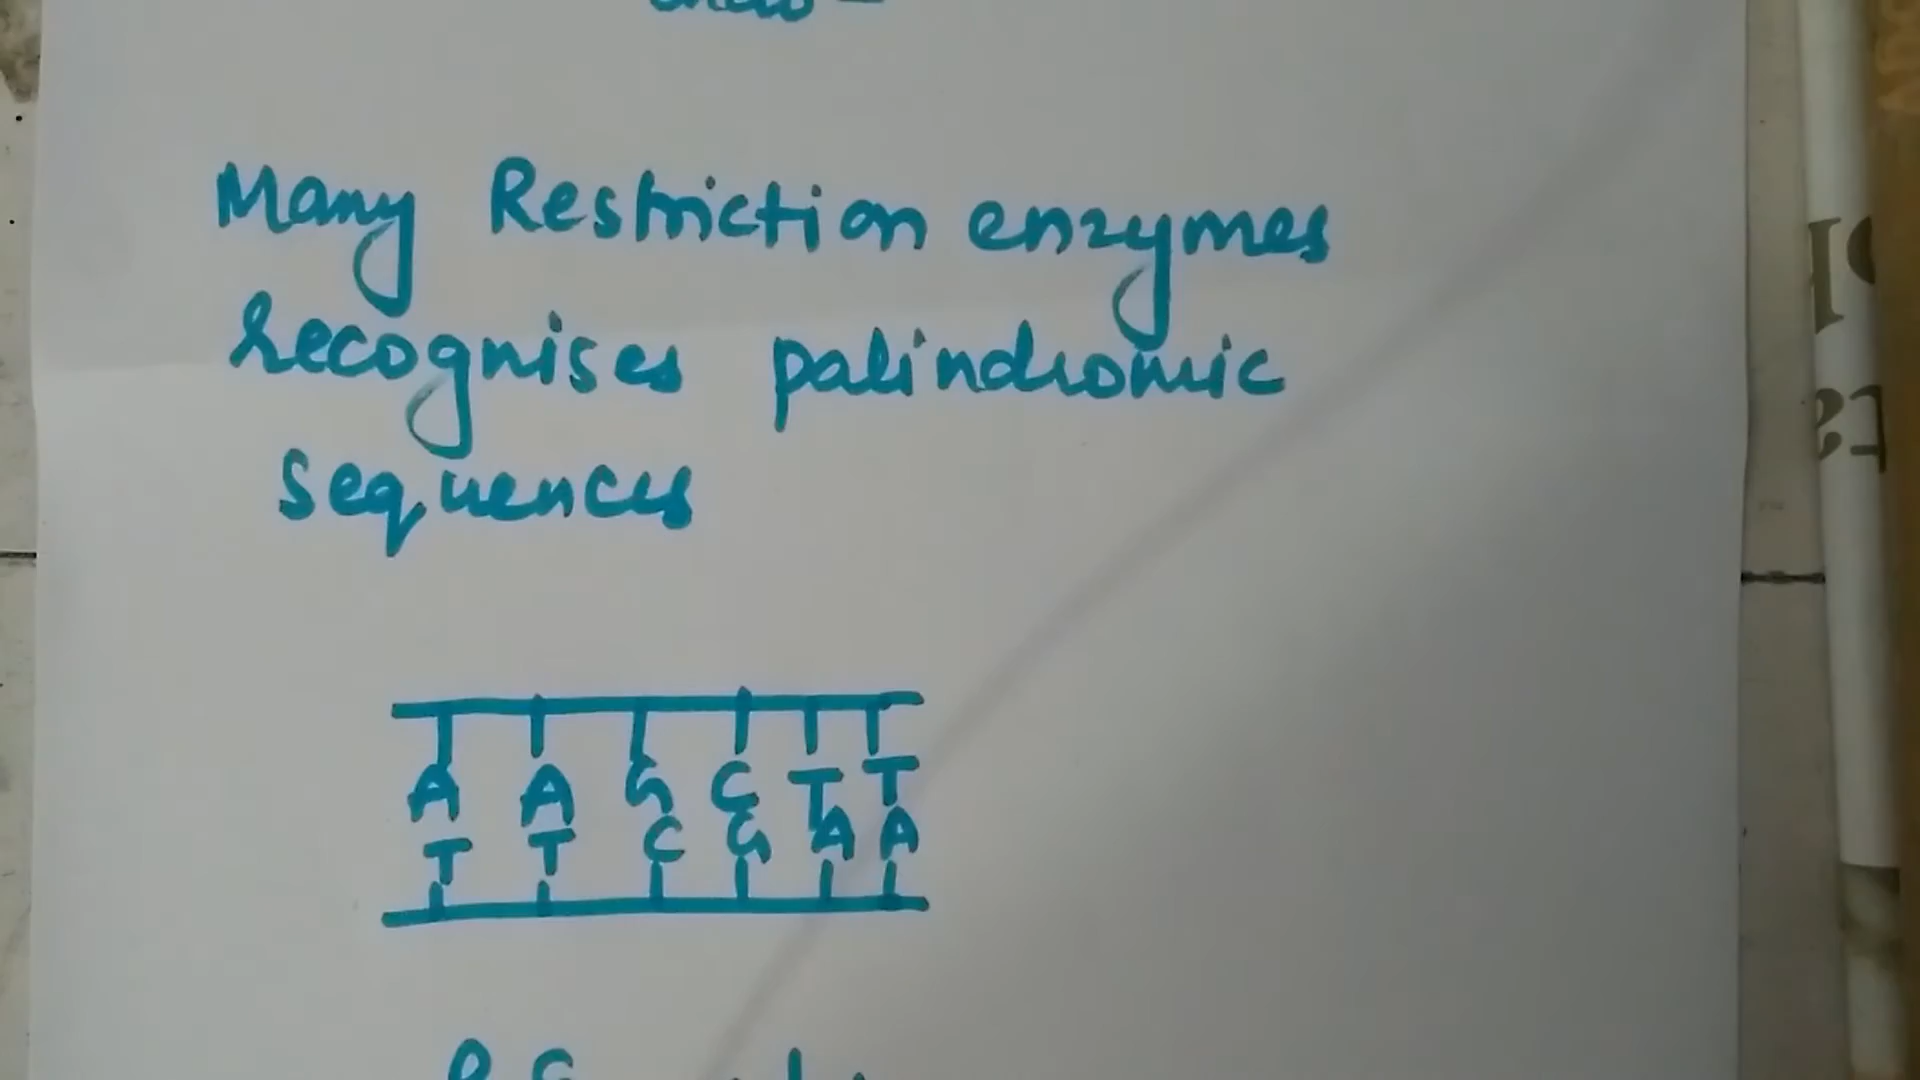 Many Restriction enzymes
recognises palindromic
sequences
A A G C T T
T T C G A A